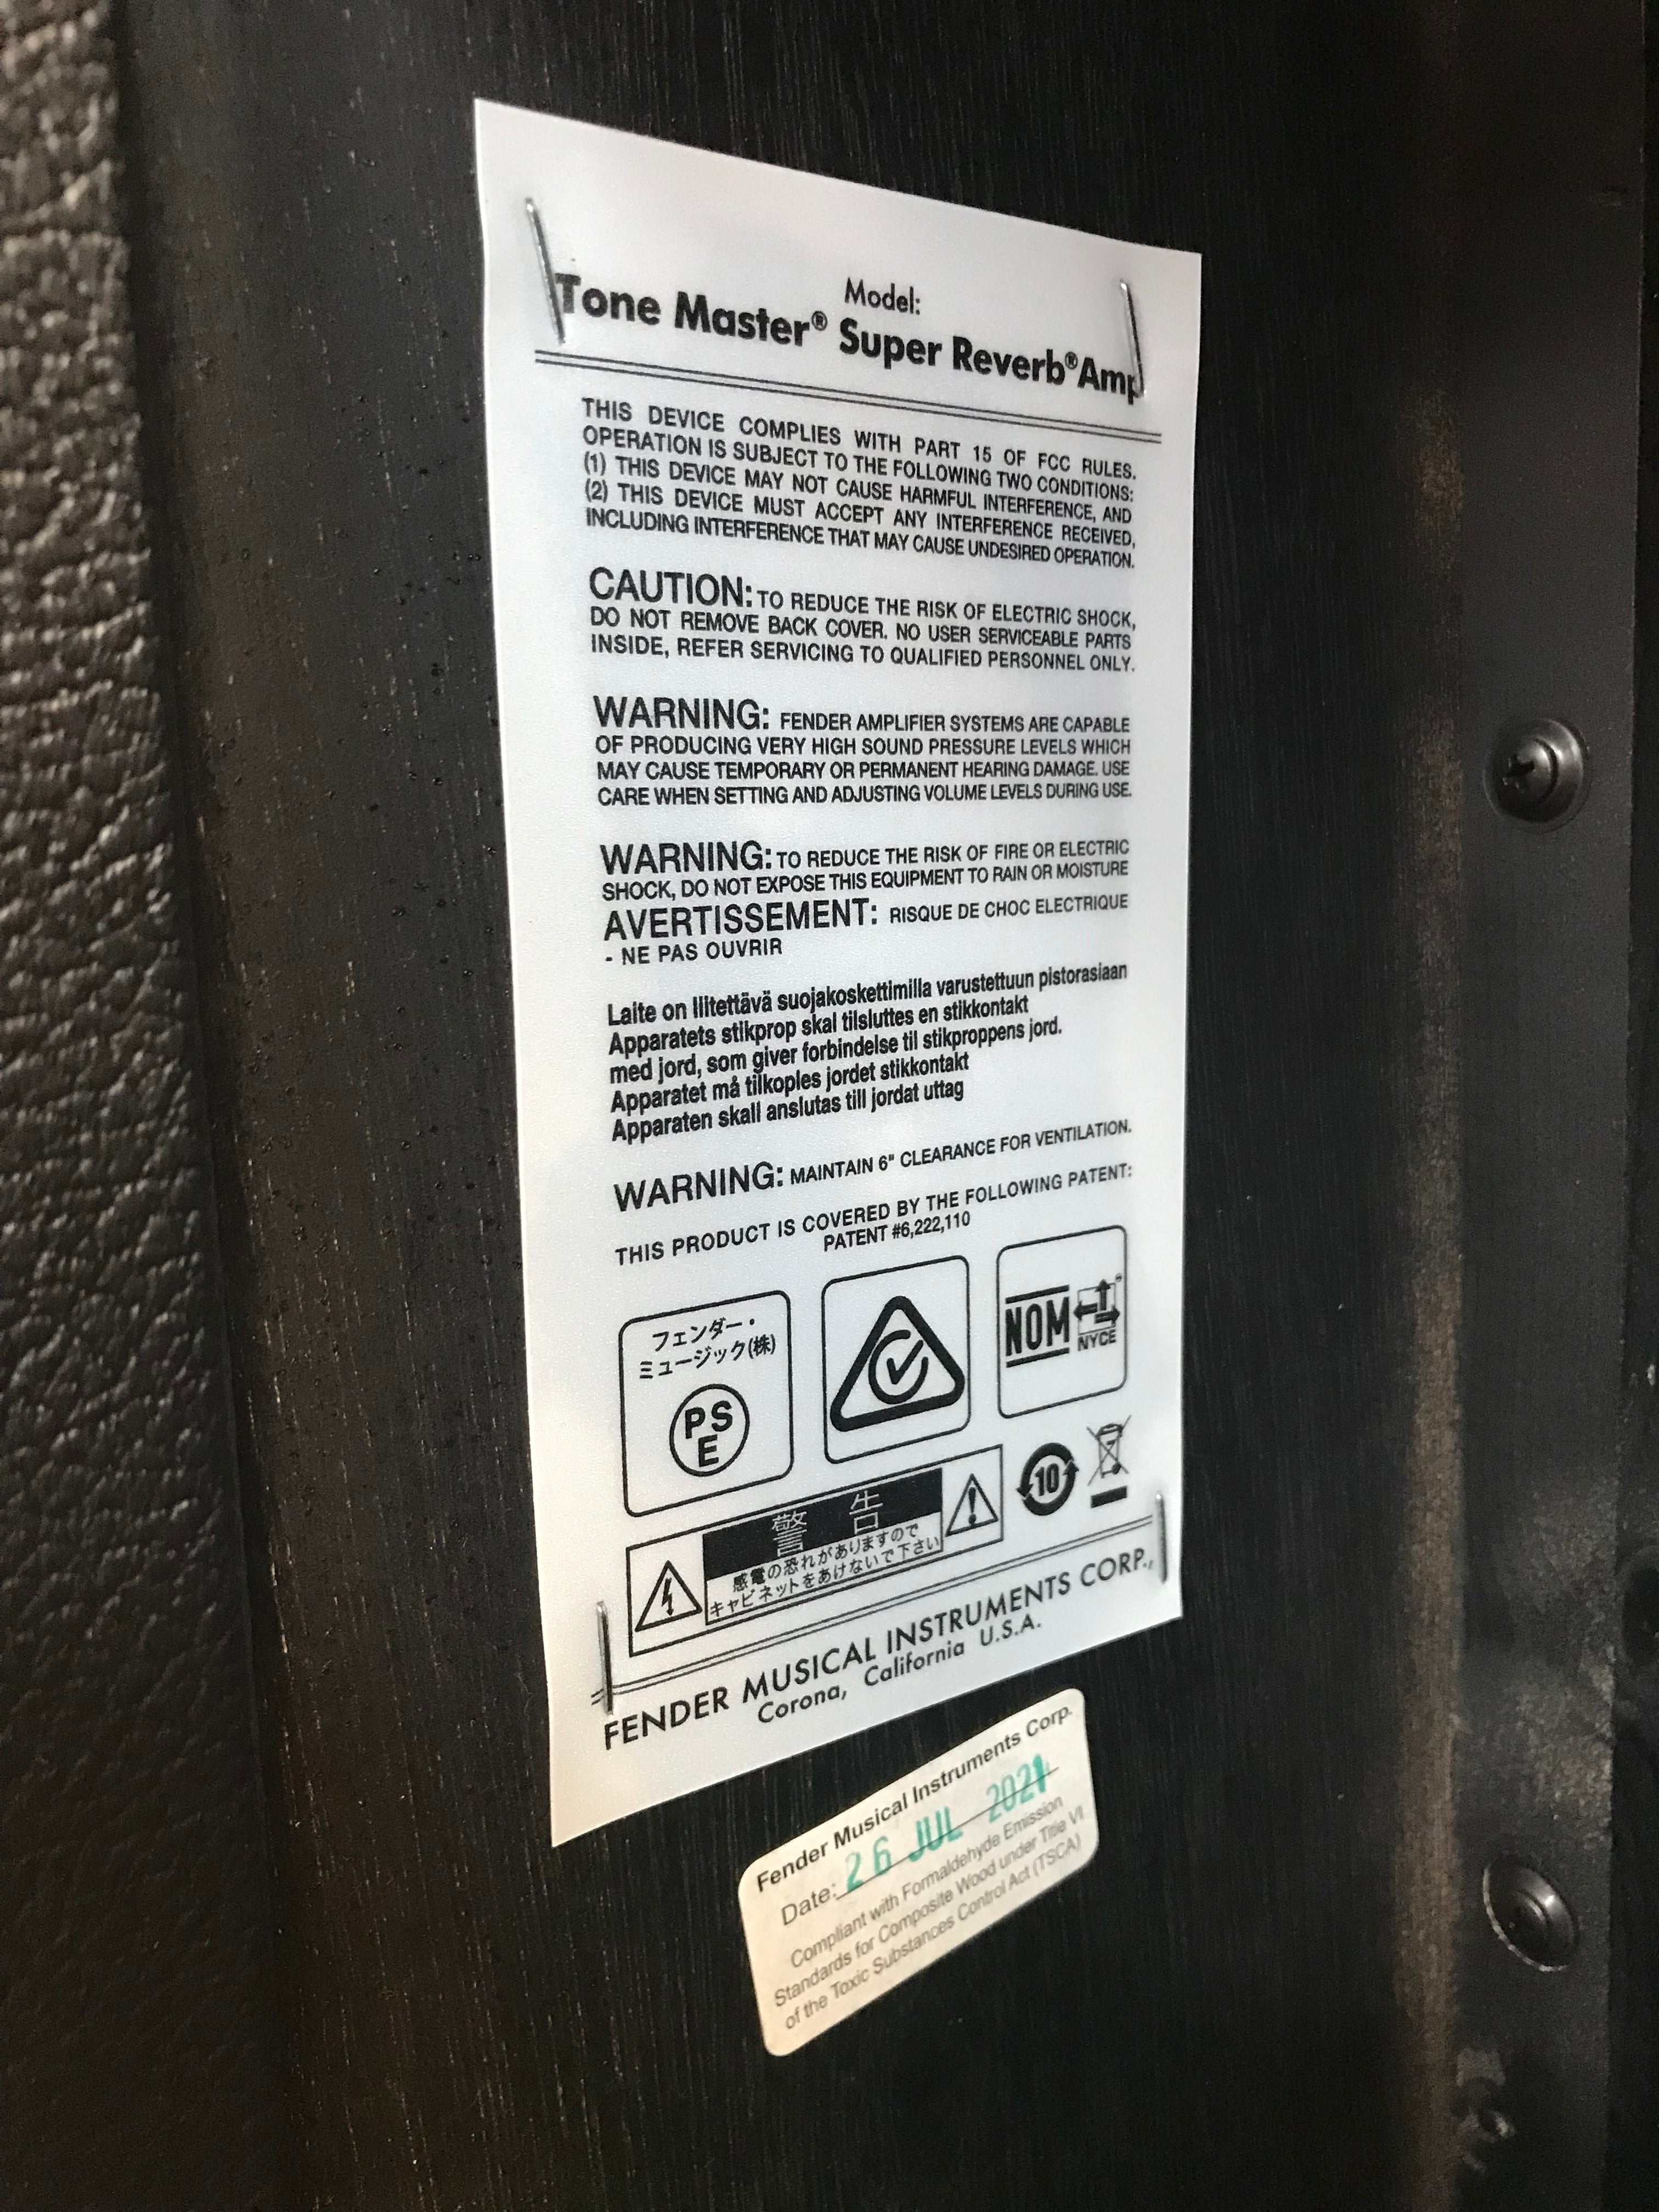 Model:
Tone Master® Super Reverb® Amp
THIS DEVICE COMPLIES WITH PART 15 OF FCC RULES.
OPERATION IS SUBJECT TO THE FOLLOWING TWO CONDITIONS:
(1) THIS DEVICE MAY NOT CAUSE HARMFUL INTERFERENCE, AND
(2) THIS DEVICE MUST ACCEPT ANY INTERFERENCE RECEIVED,
INCLUDING INTERFERENCE THAT MAY CAUSE UNDESIRED OPERATION.
CAUTION: TO REDUCE THE RISK OF ELECTRIC SHOCK,
DO NOT REMOVE BACK COVER. NO USER SERVICEABLE PARTS
INSIDE, REFER SERVICING TO QUALIFIED PERSONNEL ONLY.
WARNING: FENDER AMPLIFIER SYSTEMS ARE CAPABLE
OF PRODUCING VERY HIGH SOUND PRESSURE LEVELS WHICH
MAY CAUSE TEMPORARY OR PERMANENT HEARING DAMAGE. USE
CARE WHEN SETTING AND ADJUSTING VOLUME LEVELS DURING USE.
WARNING: TO REDUCE THE RISK OF FIRE OR ELECTRIC
SHOCK, DO NOT EXPOSE THIS EQUIPMENT TO RAIN OR MOISTURE
AVERTISSEMENT: RISQUE DE CHOC ELECTRIQUE
- NE PAS OUVRIR
Laite on lIitettävä suojakoskettimilla varustettuun pistorasiaan
Apparatets stikprop skal tilsluttes en stikkontakt
med jord, som giver forbindelse til stikproppens jord.
Apparatet må tilkoples jordet stikkontakt
Apparaten skall anslutas till jordat uttag
WARNING: MAINTAIN 6" CLEARANCE FOR VENTILATION.
THIS PRODUCT IS COVERED BY THE FOLLOWING PATENT:
PATENT #6,222,110
フェンダー・
ミュージック(株)
PS
E
NOM
NYCE
警 告
感電の恐れがありますので
キャビネットをあけないで下さい
10
FENDER MUSICAL INSTRUMENTS CORP.,
Corona, California U.S.A.
Fender Musical Instruments Corp.
Date: 26 JUL 2021
Compliant with Formaldehyde Emission
Standards for Composite Wood under Title VI
of the Toxic Substances Control Act (TSCA)